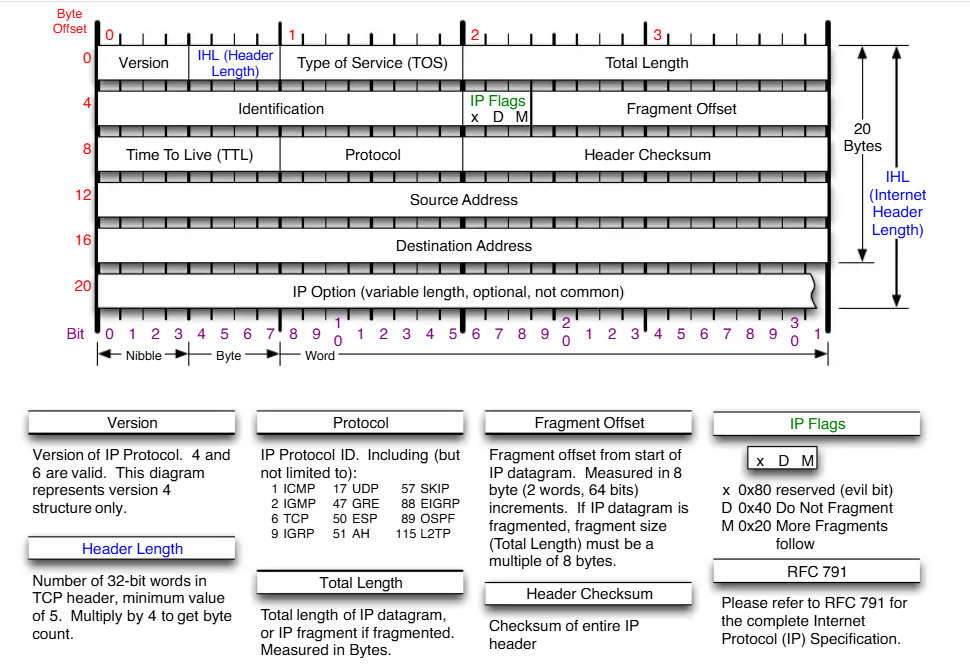 Byte
Offset
0 1 2 3
0 Version IHL (Header
Length) Type of Service (TOS) Total Length
4 Identification IP Flags
x D M Fragment Offset
8 Time To Live (TTL) Protocol Header Checksum
12 Source Address
16 Destination Address
20 IP Option (variable length, optional, not common)
20
Bytes
IHL
(Internet
Header
Length)
Bit 0 1 2 3 4 5 6 7 8 9 10 1 2 3 4 5 6 7 8 9 20 1 2 3 4 5 6 7 8 9 30 1
Nibble Byte Word
Version
Version of IP Protocol. 4 and
6 are valid. This diagram
represents version 4
structure only.
Header Length
Number of 32-bit words in
TCP header, minimum value
of 5. Multiply by 4 to get byte
count.
Protocol
IP Protocol ID. Including (but
not limited to):
1 ICMP 17 UDP 57 SKIP
2 IGMP 47 GRE 88 EIGRP
6 TCP 50 ESP 89 OSPF
9 IGRP 51 AH 115 L2TP
Total Length
Total length of IP datagram,
or IP fragment if fragmented.
Measured in Bytes.
Fragment Offset
Fragment offset from start of
IP datagram. Measured in 8
byte (2 words, 64 bits)
increments. If IP datagram is
fragmented, fragment size
(Total Length) must be a
multiple of 8 bytes.
Header Checksum
Checksum of entire IP
header
IP Flags
x D M
x 0x80 reserved (evil bit)
D 0x40 Do Not Fragment
M 0x20 More Fragments
follow
RFC 791
Please refer to RFC 791 for
the complete Internet
Protocol (IP) Specification.